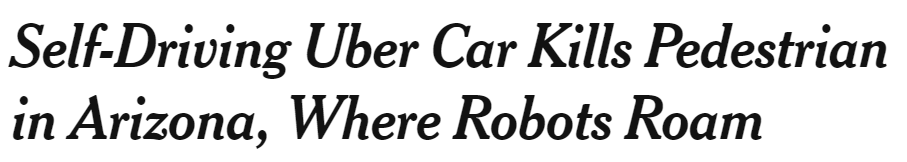 Self-Driving Uber Car Kills Pedestrian
in Arizona, Where Robots Roam